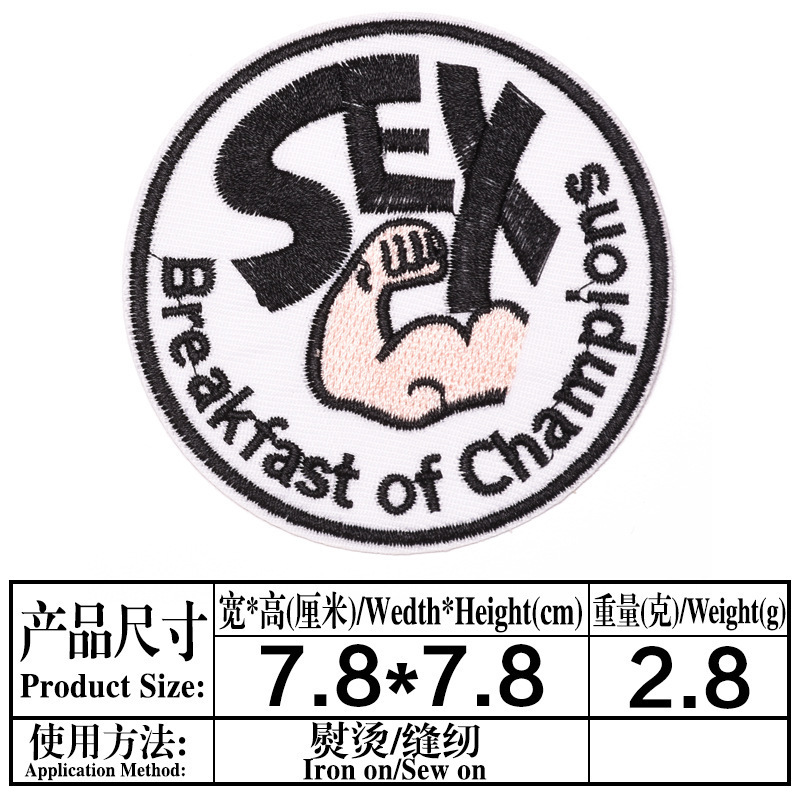 SEX
Breakfast of Champions
产品尺寸
Product Size:
宽*高(厘米)/Wedth*Height(cm)
重量(克)/Weight(g)
7.8*7.8
2.8
使用方法:
Application Method:
熨烫/缝纫
Iron on/Sew on